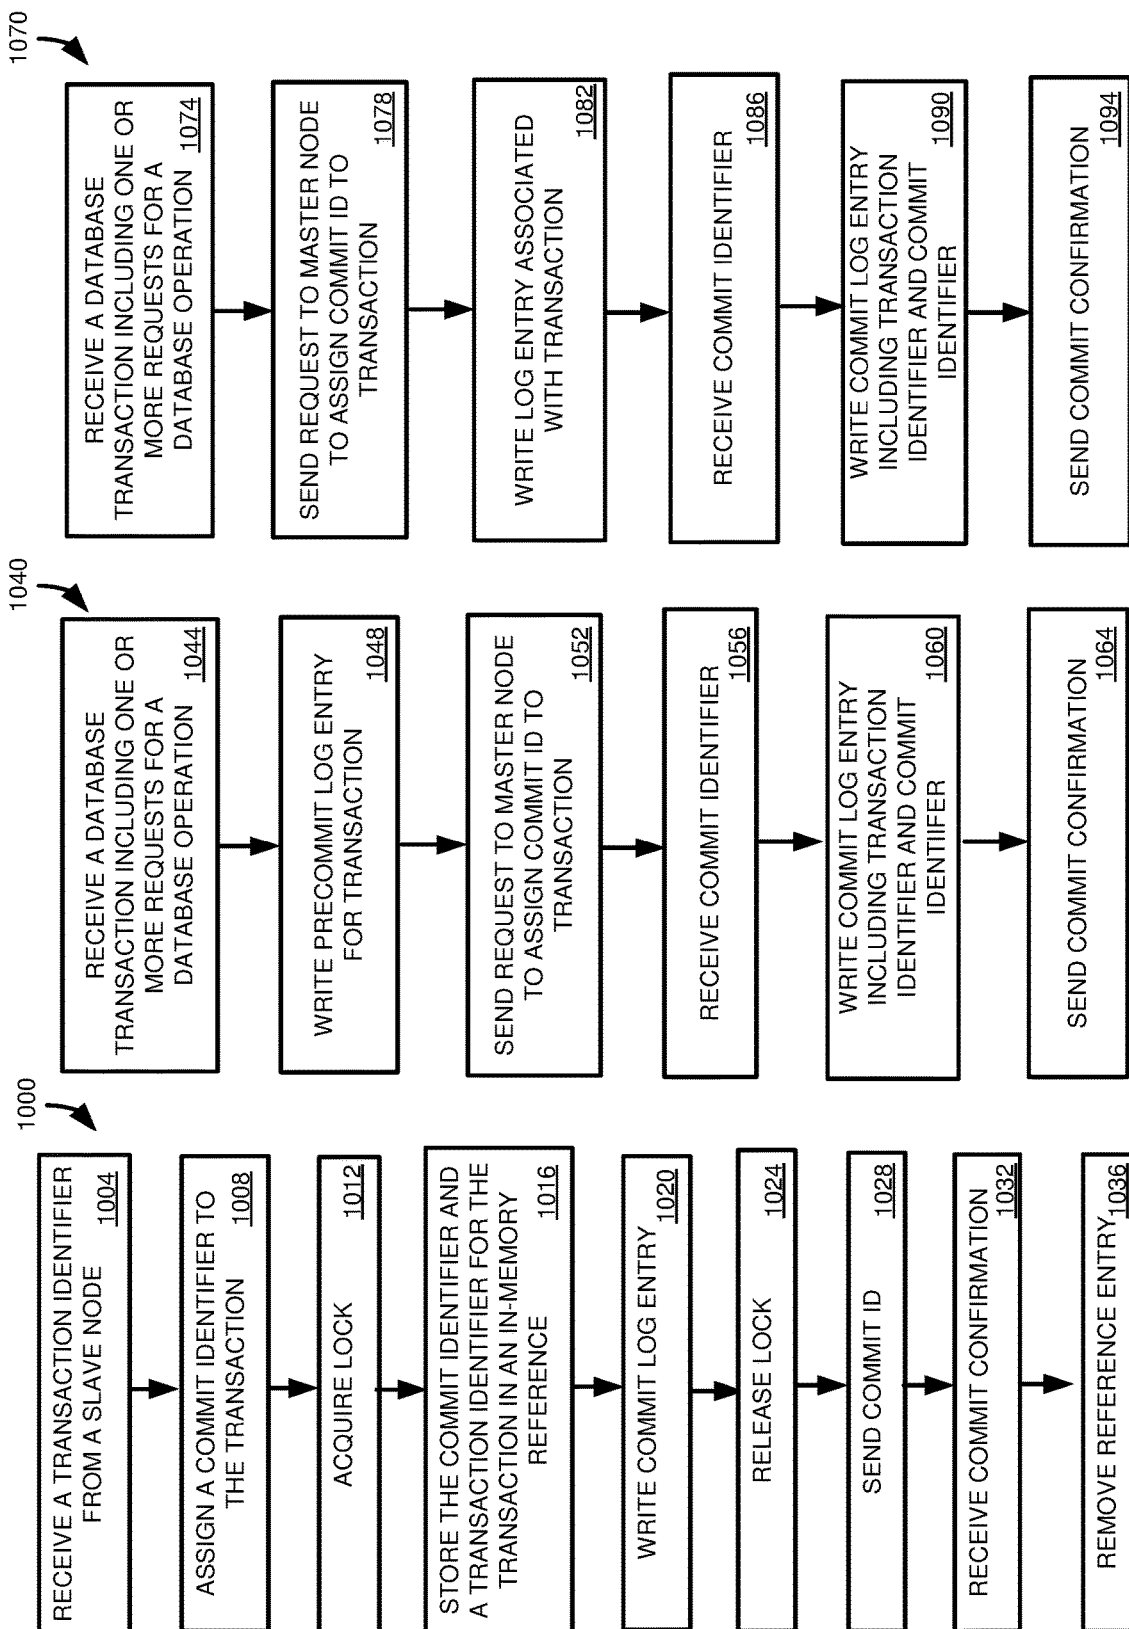 1000
RECEIVE A TRANSACTION IDENTIFIER
FROM A SLAVE NODE
1004
ASSIGN A COMMIT IDENTIFIER TO
THE TRANSACTION
1008
ACQUIRE LOCK
1012
STORE THE COMMIT IDENTIFIER AND
A TRANSACTION IDENTIFIER FOR THE
TRANSACTION IN AN IN-MEMORY
REFERENCE
1016
WRITE COMMIT LOG ENTRY
1020
RELEASE LOCK
1024
SEND COMMIT ID
1028
RECEIVE COMMIT CONFIRMATION
1032
REMOVE REFERENCE ENTRY
1036
1040
RECEIVE A DATABASE
TRANSACTION INCLUDING ONE OR
MORE REQUESTS FOR A
DATABASE OPERATION
1044
WRITE PRECOMMIT LOG ENTRY
FOR TRANSACTION
1048
SEND REQUEST TO MASTER NODE
TO ASSIGN COMMIT ID TO
TRANSACTION
1052
RECEIVE COMMIT IDENTIFIER
1056
WRITE COMMIT LOG ENTRY
INCLUDING TRANSACTION
IDENTIFIER AND COMMIT
IDENTIIFER
1060
SEND COMMIT CONFIRMATION
1064
1070
RECEIVE A DATABASE
TRANSACTION INCLUDING ONE OR
MORE REQUESTS FOR A
DATABASE OPERATION
1074
SEND REQUEST TO MASTER NODE
TO ASSIGN COMMIT ID TO
TRANSACTION
1078
WRITE LOG ENTRY ASSOCIATED
WITH TRANSACTION
1082
RECEIVE COMMIT IDENTIFIER
1086
WRITE COMMIT LOG ENTRY
INCLUDING TRANSACTION
IDENTIFIER AND COMMIT
IDENTIFIER
1090
SEND COMMIT CONFIRMATION
1094